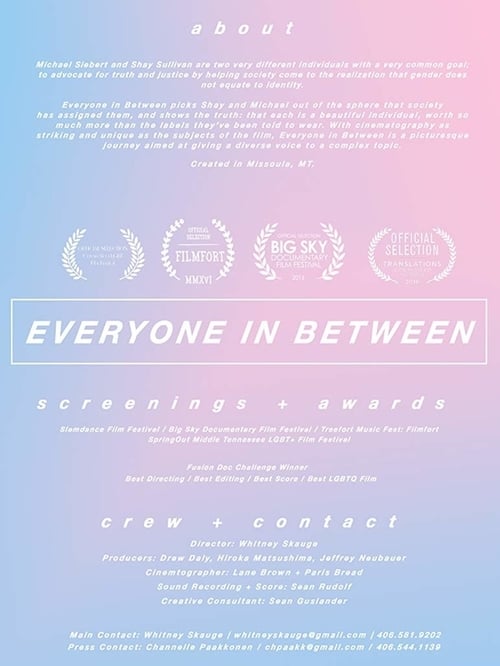 about
Michael Siebert and Shay Sullivan are two very different individuals with a very common goal;
to advocate for truth and justice by helping society come to the realization that gender does
not equate to identity.
Everyone in Between picks Shay and Michael out of the sphere that society
has assigned them, and shows the truth: that each is a beautiful individual, worth so
much more than the labels they've been told to wear. With cinematography as
striking and unique as the subjects of the film, Everyone in Between is a picturesque
journey aimed at giving a diverse voice to a complex topic.
Created in Missoula, MT.
OFFICIAL SELECTION
OFFICIAL
SELECTION
FILMFORT
MMXVI
OFFICIAL SELECTION
BIG SKY
DOCUMENTARY
FILM FESTIVAL
2016
OFFICIAL
SELECTION
TRANSLATIONS
2016
EVERYONE IN BETWEEN
screenings + awards
Slamdance Film Festival / Big Sky Documentary Film Festival / Treefort Music Fest: Filmfort
SpringOut Middle Tennessee LGBT+ Film Festival
Fusion Doc Challenge Winner
Best Directing / Best Editing / Best Score / Best LGBTQ Film
crew + contact
Director: Whitney Skauge
Producers: Drew Daly, Hiroka Matsushima, Jeffrey Neubauer
Cinemtographer: Lane Brown + Paris Bread
Sound Recording + Score: Sean Rudolf
Creative Consultant: Sean Guslander
Main Contact: Whitney Skauge | whitneyskauge@gmail.com | 406.581.9202
Press Contact: Channelle Paakkonen / chpaakk@gmail.com / 406.544.1139